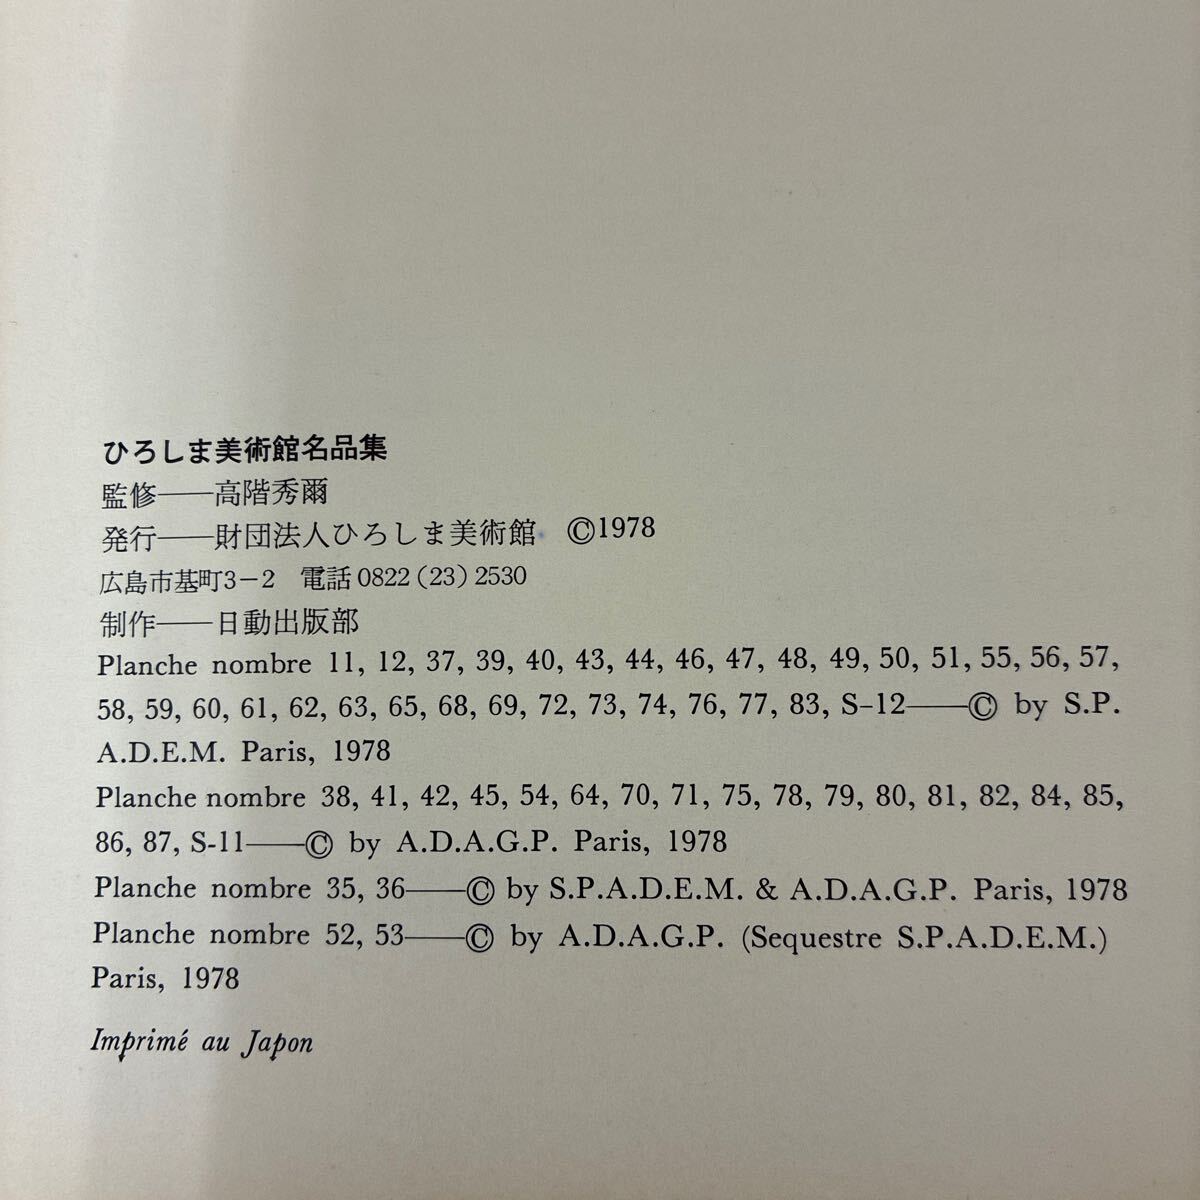 ひろしま美術館名品集
監修――高階秀爾
発行――財団法人ひろしま美術館 ©1978
広島市基町3-2 電話0822(23)2530
制作――日動出版部
Planche nombre 11, 12, 37, 39, 40, 43, 44, 46, 47, 48, 49, 50, 51, 55, 56, 57,
58, 59, 60, 61, 62, 63, 65, 68, 69, 72, 73, 74, 76, 77, 83, S-12――© by S.P.
A.D.E.M. Paris, 1978
Planche nombre 38, 41, 42, 45, 54, 64, 70, 71, 75, 78, 79, 80, 81, 82, 84, 85,
86, 87, S-11――© by A.D.A.G.P. Paris, 1978
Planche nombre 35, 36――© by S.P.A.D.E.M. & A.D.A.G.P. Paris, 1978
Planche nombre 52, 53――© by A.D.A.G.P. (Sequestre S.P.A.D.E.M.)
Paris, 1978
Imprimé au Japon